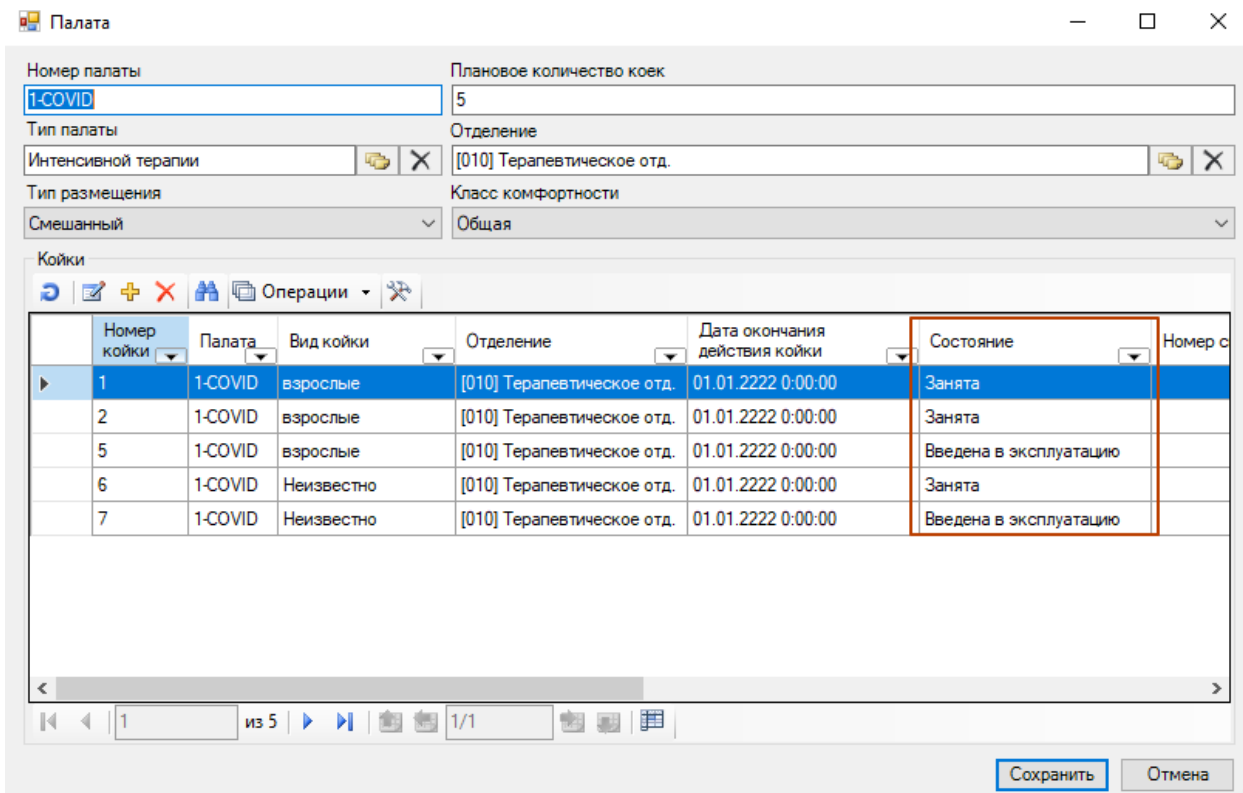 Палата
Номер палаты Плановое количество коек
1-COVID 5
Тип палаты Отделение
Интенсивной терапии [010] Терапевтическое отд.
Тип размещения Класс комфортности
Смешанный Общая
Койки
Операции
Номер койки Палата Вид койки Отделение Дата окончания действия койки Состояние Номер с
1 1-COVID взрослые [010] Терапевтическое отд. 01.01.2222 0:00:00 Занята
2 1-COVID взрослые [010] Терапевтическое отд. 01.01.2222 0:00:00 Занята
5 1-COVID взрослые [010] Терапевтическое отд. 01.01.2222 0:00:00 Введена в эксплуатацию
6 1-COVID Неизвестно [010] Терапевтическое отд. 01.01.2222 0:00:00 Занята
7 1-COVID Неизвестно [010] Терапевтическое отд. 01.01.2222 0:00:00 Введена в эксплуатацию
1 из 5 1/1
Сохранить Отмена